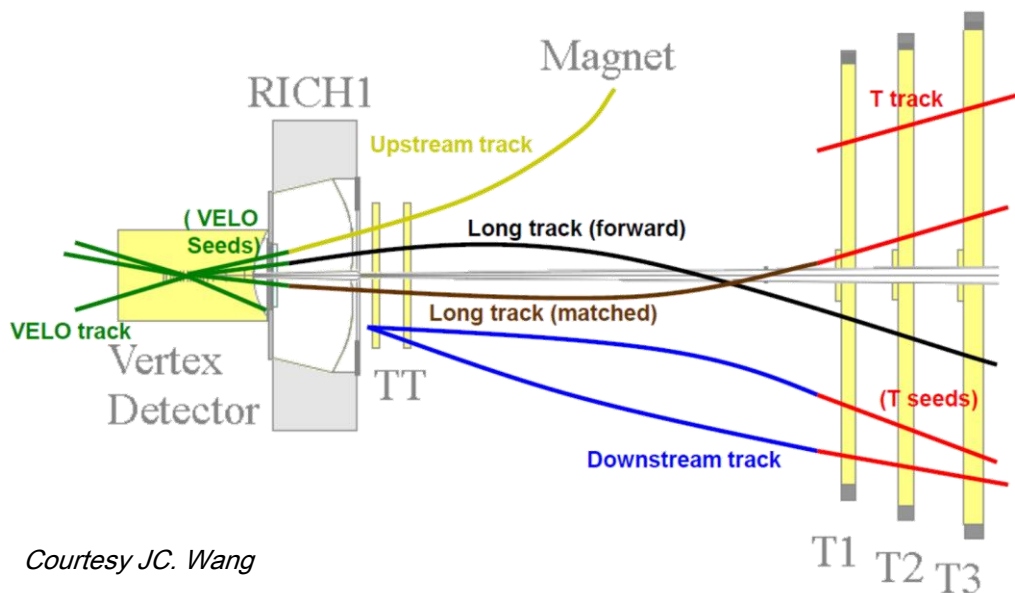 Magnet
RICH1
T track
Upstream track
( VELO
Seeds)
Long track (forward)
Long track (matched)
VELO track
Vertex
Detector
TT
(T seeds)
Downstream track
T1
T2
T3
Courtesy JC. Wang